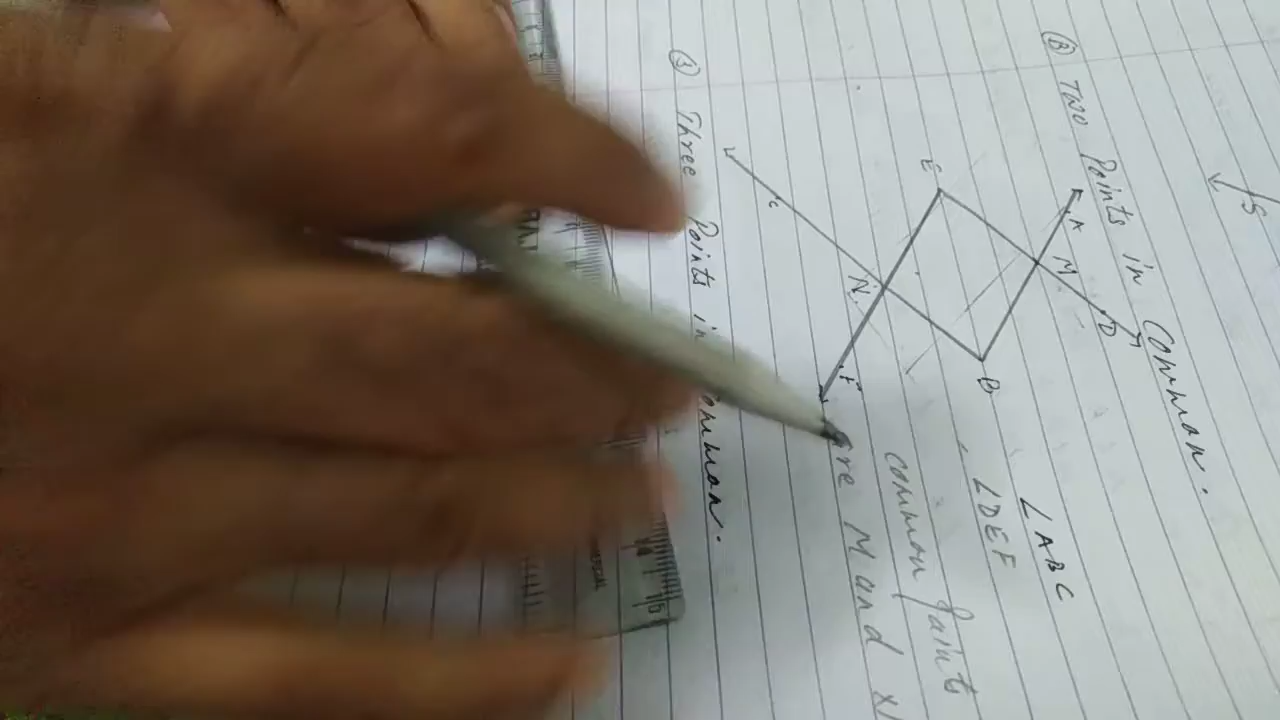 (B) Two Points in common.
A
M
D
E
B
N
F
C
∠ABC
∠DEF
common Points
are M and N
(3) Three Points in common.